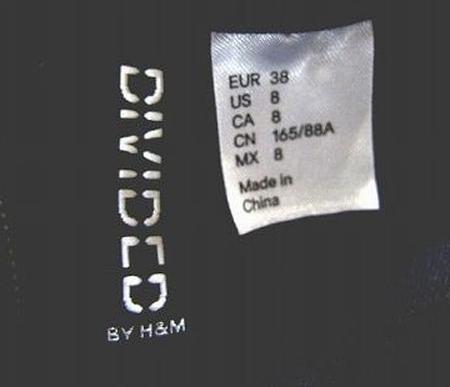 DIVIDED
BY H&M
EUR 38
US 8
CA 8
CN 165/88A
MX 8
Made in
China